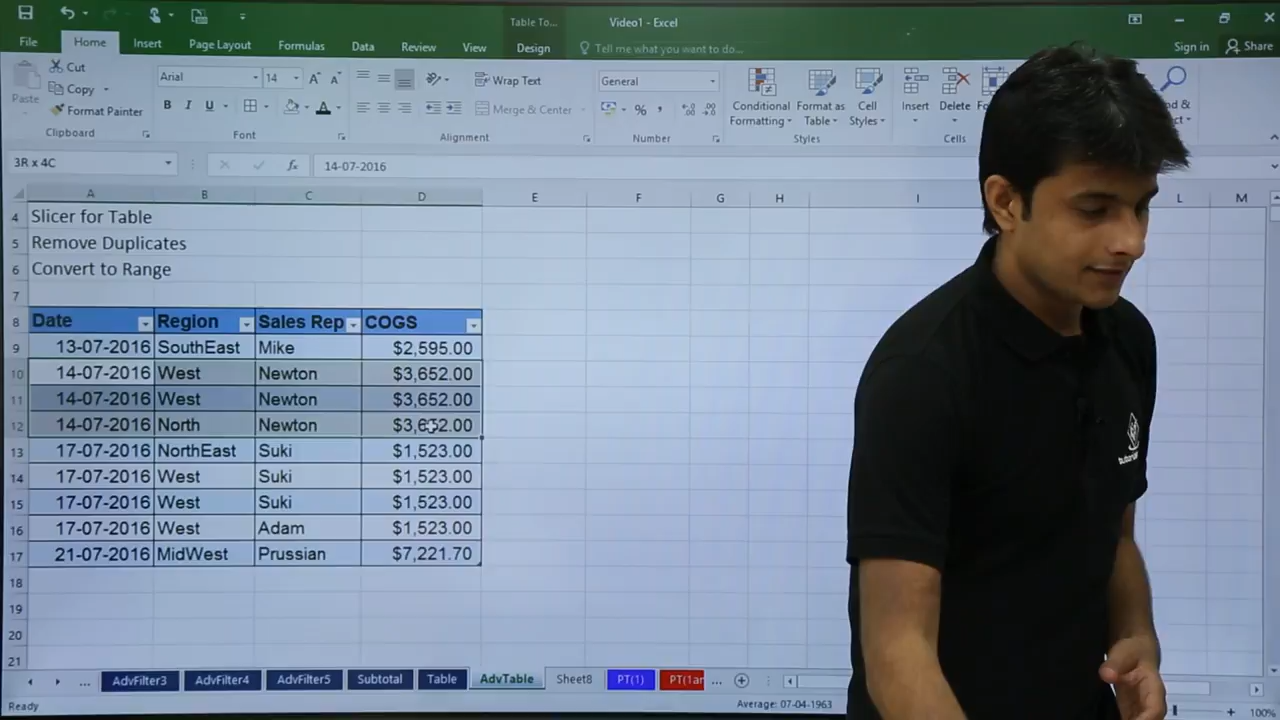 Table To... Video1 - Excel
File Home Insert Page Layout Formulas Data Review View Design Tell me what you want to do... Sign in Share
Cut
Copy
Format Painter
Paste
Clipboard
Arial 14
B I U
Font
Wrap Text
Merge & Center
Alignment
General
%
Number
Conditional Formatting
Format as Table
Cell Styles
Styles
Insert Delete
Cells
3R x 4C fx 14-07-2016
A B C D E F G H I L M
4 Slicer for Table
5 Remove Duplicates
6 Convert to Range
7
8 Date Region Sales Rep COGS
9 13-07-2016 SouthEast Mike $2,595.00
10 14-07-2016 West Newton $3,652.00
11 14-07-2016 West Newton $3,652.00
12 14-07-2016 North Newton $3,652.00
13 17-07-2016 NorthEast Suki $1,523.00
14 17-07-2016 West Suki $1,523.00
15 17-07-2016 West Suki $1,523.00
16 17-07-2016 West Adam $1,523.00
17 21-07-2016 MidWest Prussian $7,221.70
18
19
20
21
... AdvFilter3 AdvFilter4 AdvFilter5 Subtotal Table AdvTable Sheet8 PT(1) PT(1ar ...
Ready Average: 07-04-1963 100%